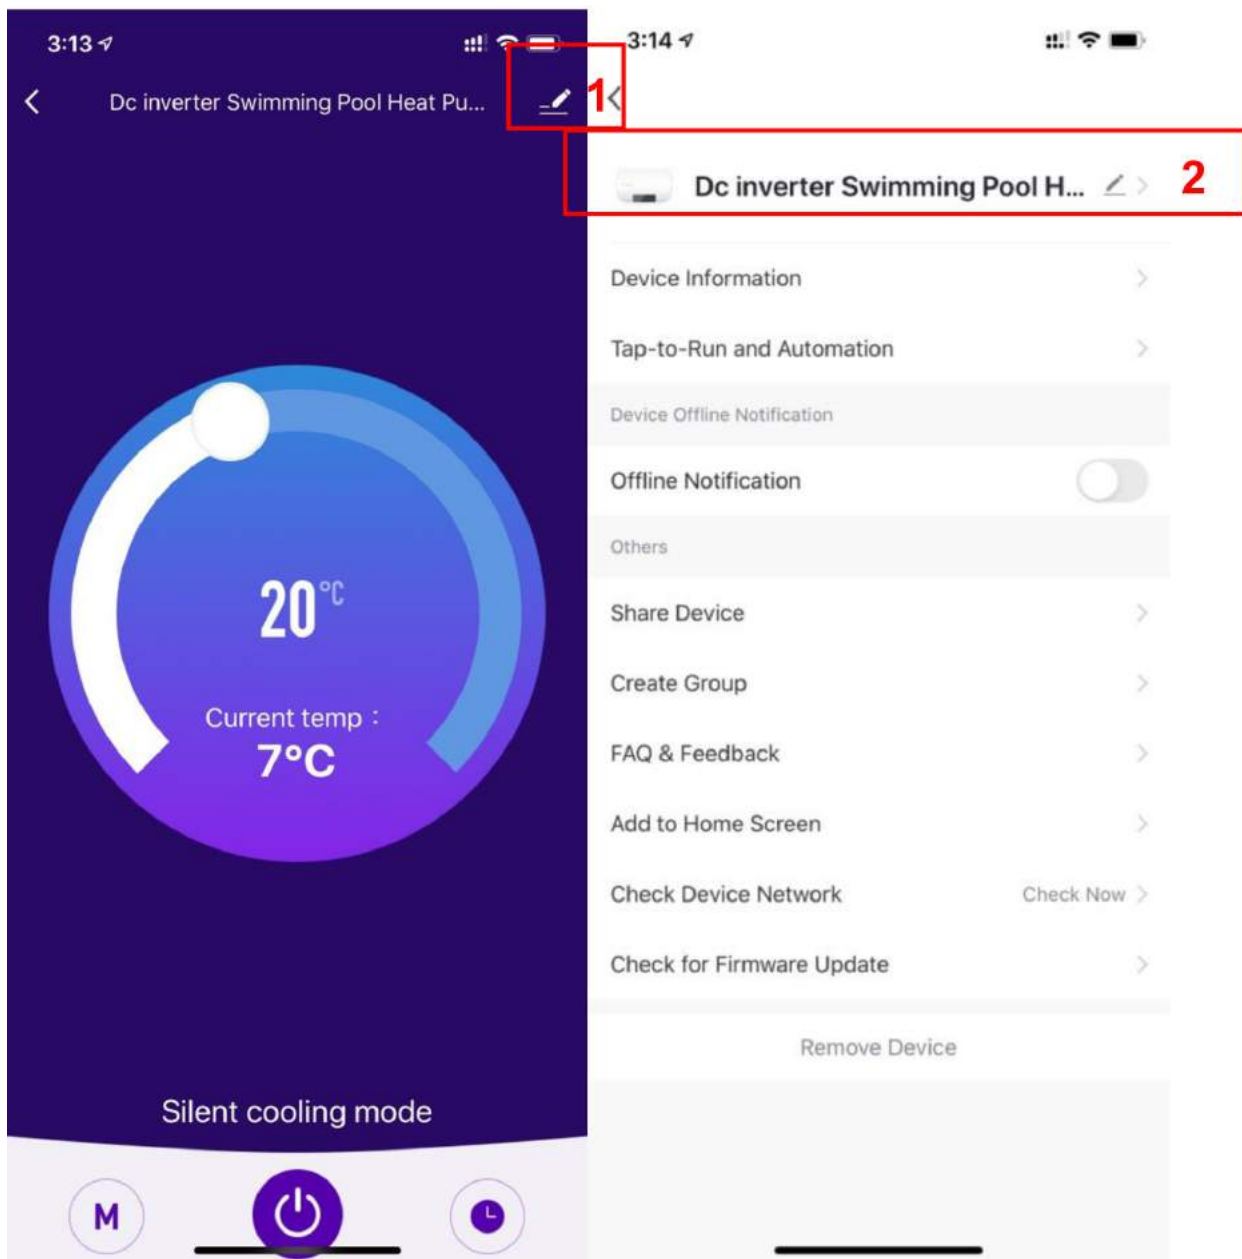 3:13
Dc inverter Swimming Pool Heat Pu...
1
20°C
Current temp :
7°C
Silent cooling mode
M
3:14
Dc inverter Swimming Pool H...
2
Device Information
Tap-to-Run and Automation
Device Offline Notification
Offline Notification
Others
Share Device
Create Group
FAQ & Feedback
Add to Home Screen
Check Device Network Check Now
Check for Firmware Update
Remove Device